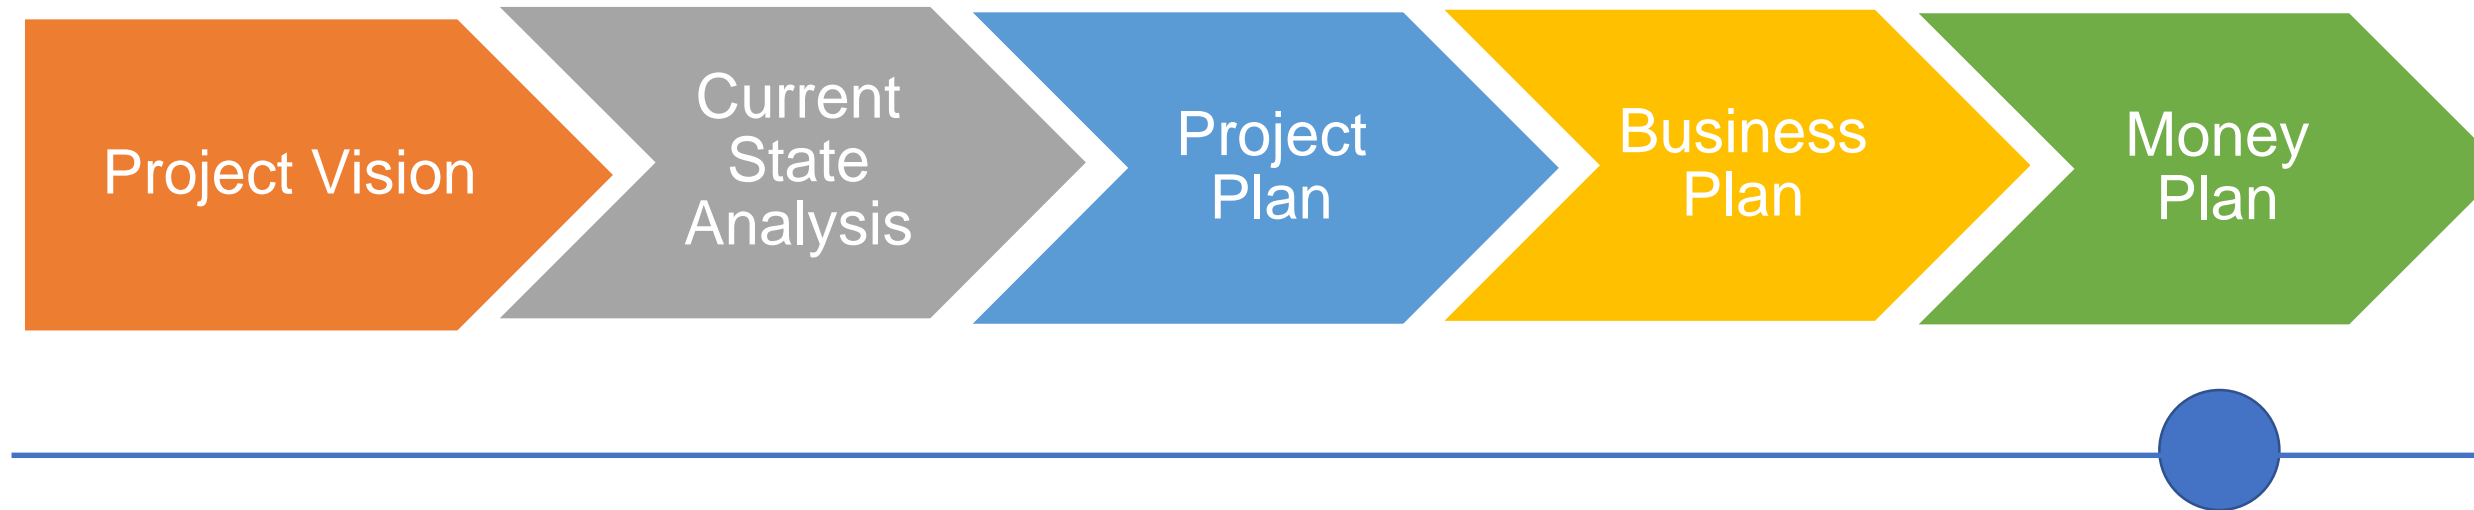 Project Vision
Current
State
Analysis
Project
Plan
Business
Plan
Money
Plan